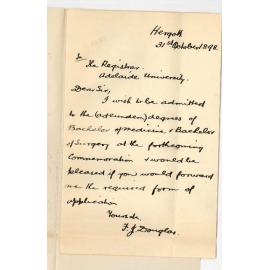 Hergott
31st October 1898.
To
The Registrar.
Adelaide University.
Dear Sir,
I wish to be admitted
to the (ad eundem) degrees of
Bachelor of Medicine & Bachelor
of Surgery at the forthcoming
Commemoration & would be
pleased if you would forward
me the required form of
application
Yours &c.
F. J. Douglas.